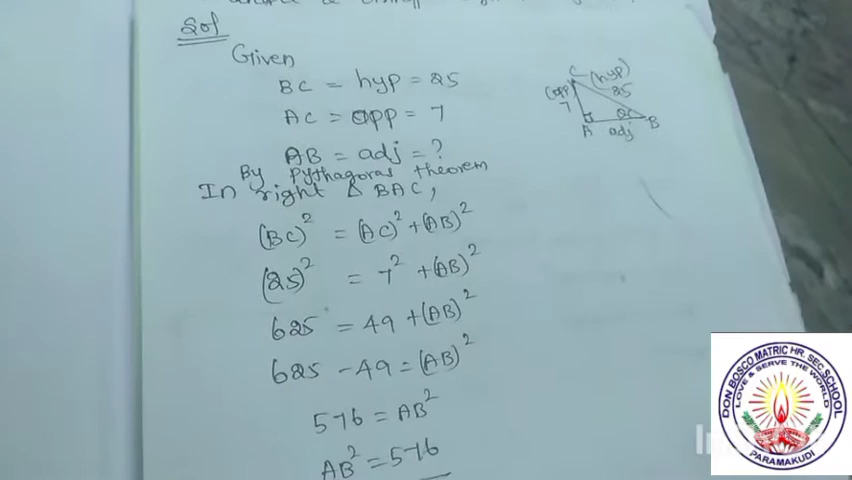 Sol
Given
BC = hyp = 25
AC = opp = 7
AB = adj = ?
By Pythagoras theorem
In right △ BAC,
(BC)² = (AC)² + (AB)²
(25)² = 7² + (AB)²
625 = 49 + (AB)²
625 - 49 = (AB)²
576 = AB²
AB² = 576
C (hyp)
(opp) 25
7
A adj B
DON BOSCO MATRIC HR. SEC SCHOOL
LOVE & SERVE THE WORLD
PARAMAKUDI